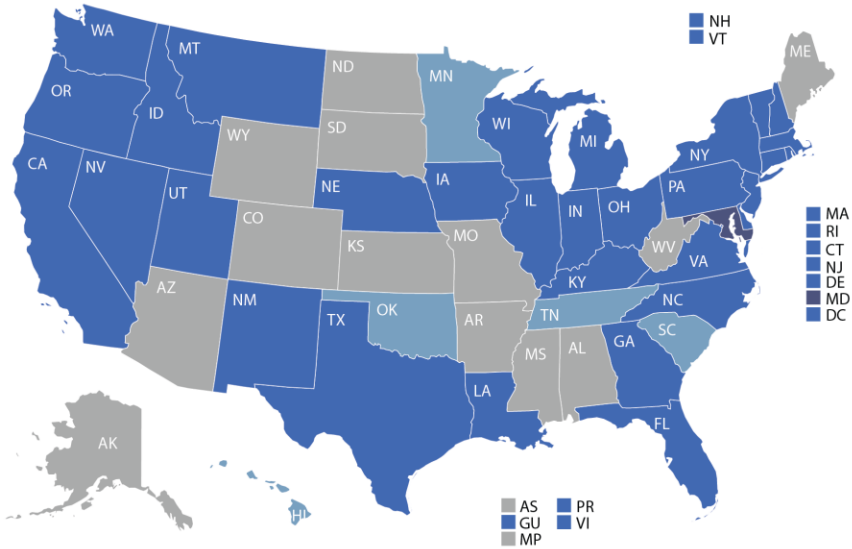 NH
VT
WA
MT
ND
MN
ME
OR
ID
WY
SD
WI
MI
NY
CA
NV
UT
NE
IA
PA
CO
KS
MO
IL
IN
OH
WV
VA
KY
MA
RI
CT
NJ
DE
MD
DC
AZ
NM
TX
OK
AR
TN
NC
SC
MS
AL
GA
LA
FL
AK
HI
AS
GU
MP
PR
VI